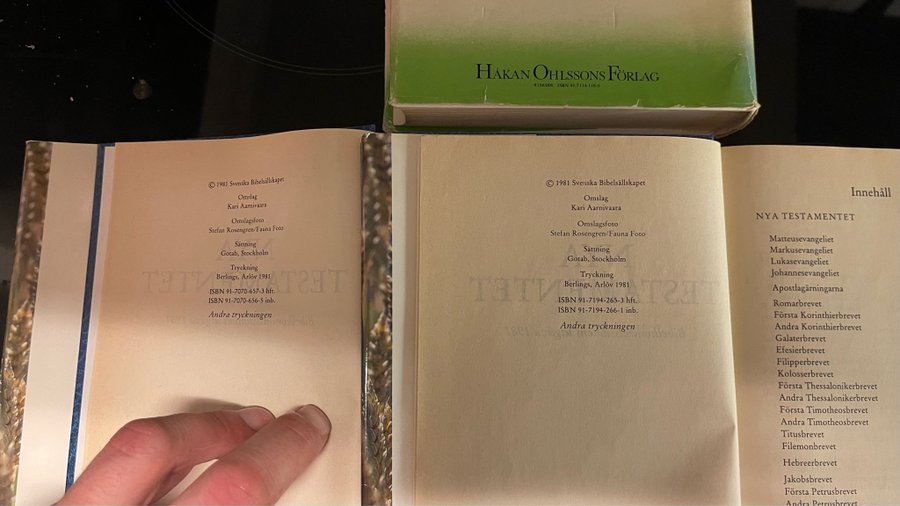 HÅKAN OHLSSONS FÖRLAG
© 1981 Svenska Bibelsällskapet
Omslag
Kari Aarnivaara
Omslagsfoto
Stefan Rosengren/Fauna Foto
Sättning
Gotab, Stockholm
Tryckning
Berlings, Arlöv 1981
ISBN 91-7070-657-3 hft.
ISBN 91-7070-656-5 inb.
Andra tryckningen
© 1981 Svenska Bibelsällskapet
Omslag
Kari Aarnivaara
Omslagsfoto
Stefan Rosengren/Fauna Foto
Sättning
Gotab, Stockholm
Tryckning
Berlings, Arlöv 1981
ISBN 91-7194-265-3 hft.
ISBN 91-7194-266-1 inb.
Andra tryckningen
Innehåll
NYA TESTAMENTET
Matteusevangeliet
Markusevangeliet
Lukasevangeliet
Johannesevangeliet
Apostlagärningarna
Romarbrevet
Första Korinthierbrevet
Andra Korinthierbrevet
Galaterbrevet
Efesierbrevet
Filipperbrevet
Kolosserbrevet
Första Thessalonikerbrevet
Andra Thessalonikerbrevet
Första Timotheosbrevet
Andra Timotheosbrevet
Titusbrevet
Filemonbrevet
Hebreerbrevet
Jakobsbrevet
Första Petrusbrevet
Andra Petrusbrevet